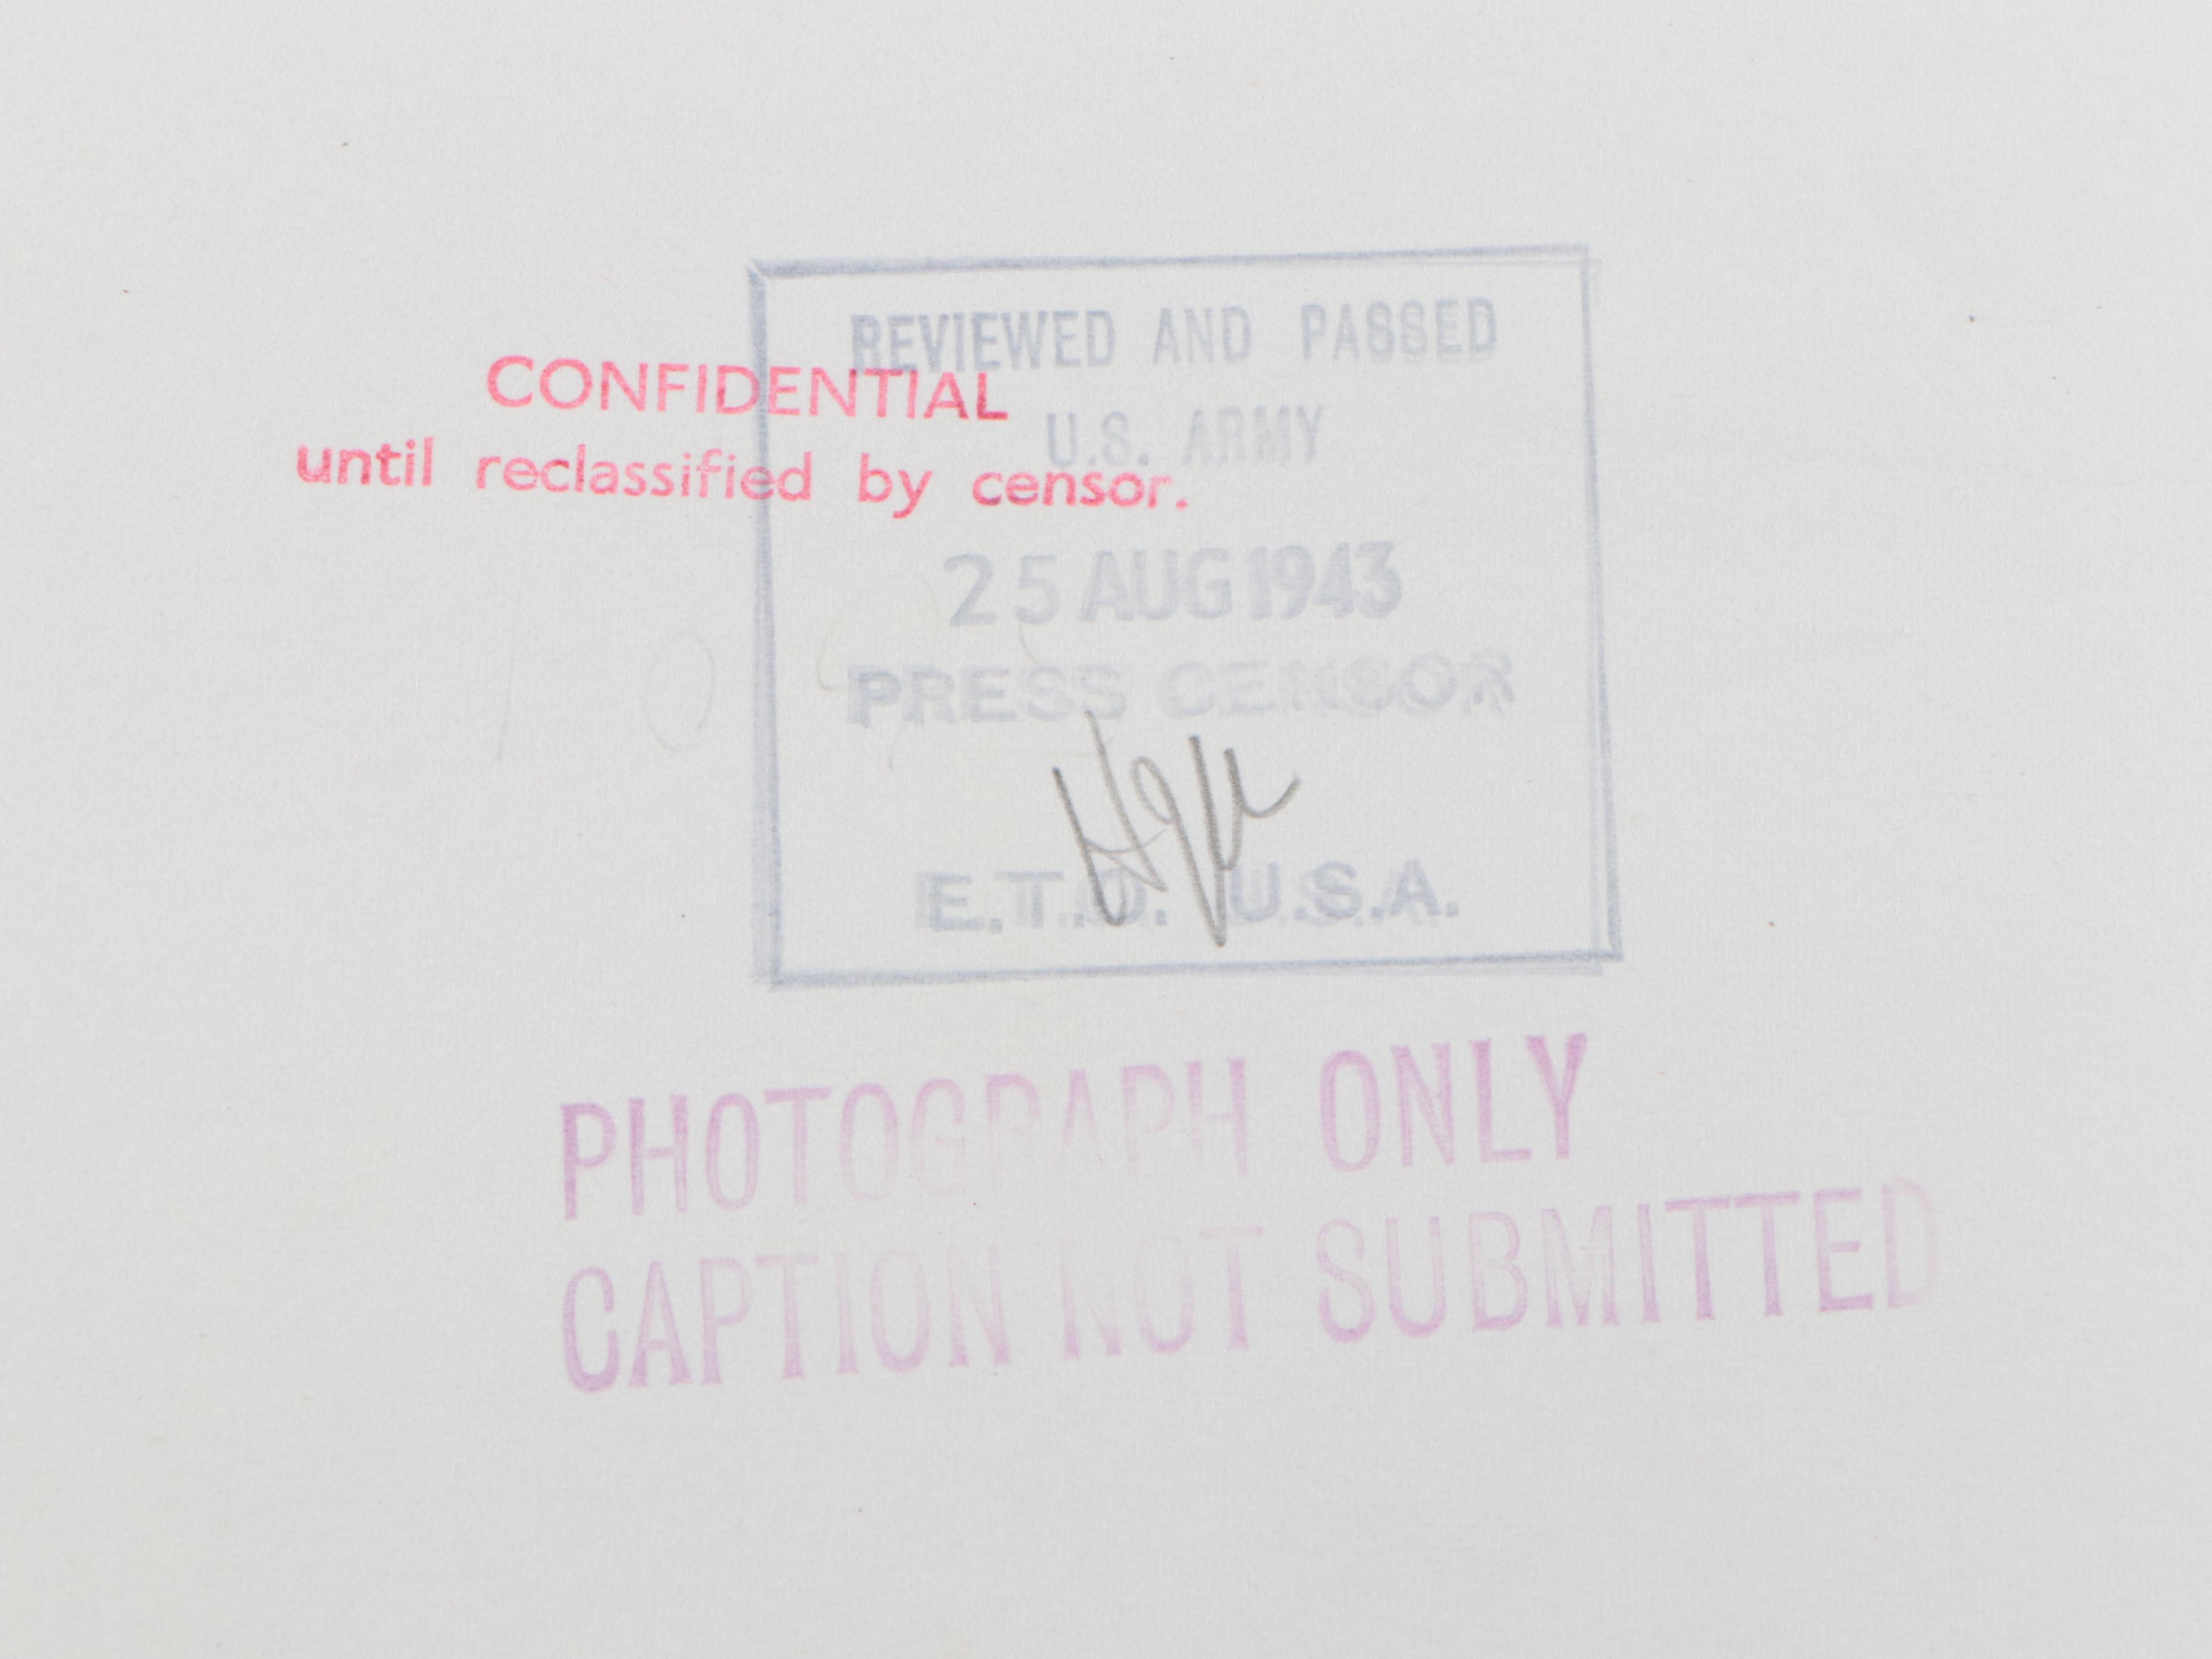 REVIEWED AND PASSED
CONFIDENTIAL
U.S. ARMY
until reclassified by censor.
25 AUG 1943
PRESS CENSOR
E.T.O. U.S.A.
PHOTOGRAPH ONLY
CAPTION NOT SUBMITTED